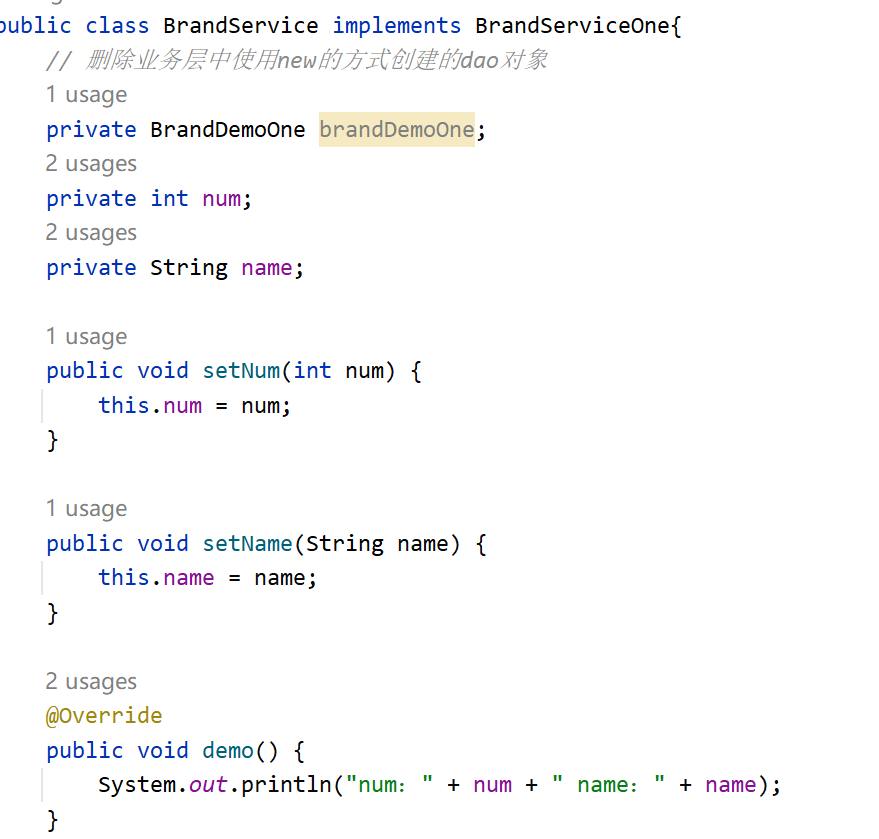 public class BrandService implements BrandServiceOne{
// 删除业务层中使用new的方式创建的dao对象
1 usage
private BrandDemoOne brandDemoOne;
2 usages
private int num;
2 usages
private String name;
1 usage
public void setNum(int num) {
this.num = num;
}
1 usage
public void setName(String name) {
this.name = name;
}
2 usages
@Override
public void demo() {
System.out.println("num：" + num + " name：" + name);
}